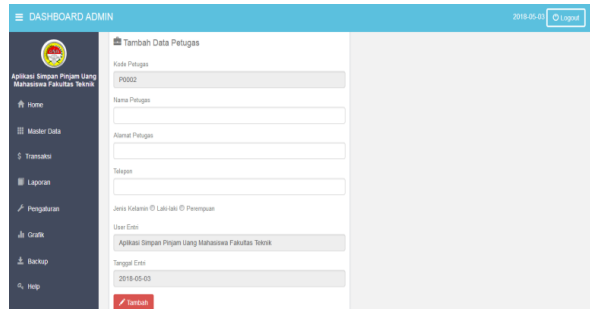 DASHBOARD ADMIN
2018-05-03 Logout
Aplikasi Simpan Pinjam Uang
Mahasiswa Fakultas Teknik
Home
Master Data
Transaksi
Laporan
Pengaturan
Grafik
Backup
Help
Tambah Data Petugas
Kode Petugas
P0002
Nama Petugas
Alamat Petugas
Telepon
Jenis Kelamin Laki-laki Perempuan
User Entri
Aplikasi Simpan Pinjam Uang Mahasiswa Fakultas Teknik
Tanggal Entri
2018-05-03
Tambah